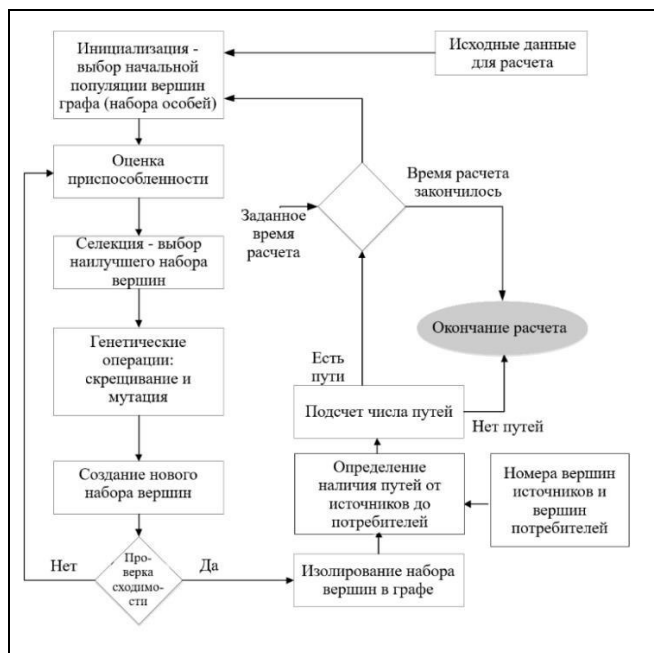 Инициализация -
выбор начальной
популяции вершин
графа (набора особей)
Исходные данные
для расчета
Оценка
приспособленности
Селекция - выбор
наилучшего набора
вершин
Генетические
операции:
скрещивание и
мутация
Создание нового
набора вершин
Нет
Про-
верка
сходимо-
сти
Да
Изолирование набора
вершин в графе
Определение
наличия путей от
источников до
потребителей
Номера вершин
источников и
вершин
потребителей
Подсчет числа путей
Есть
пути
Нет путей
Заданное
время
расчета
Время расчета
закончилось
Окончание расчета